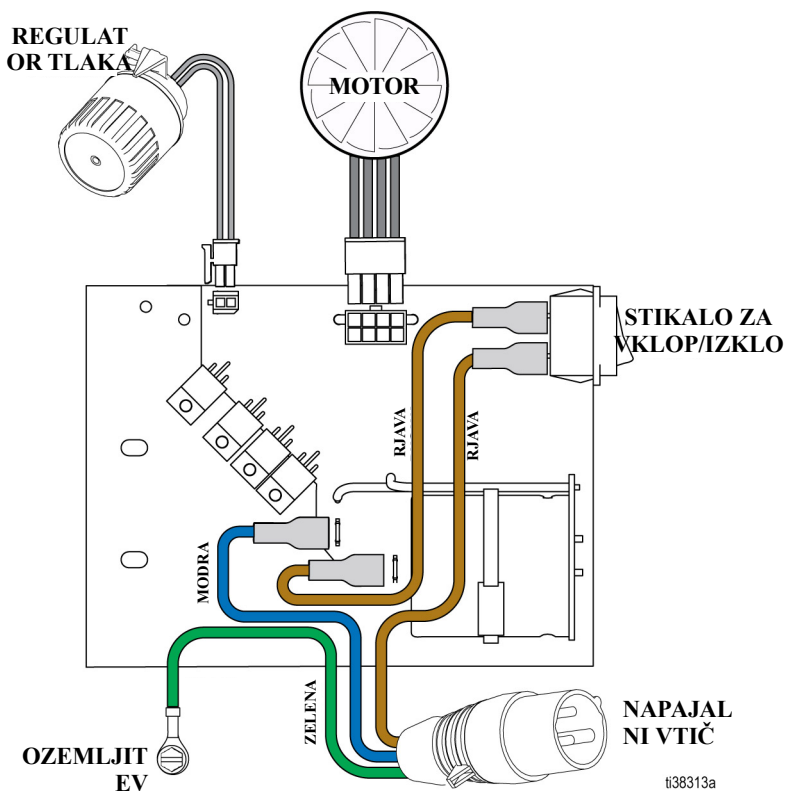 REGULAT
OR TLAKA
MOTOR
STIKALO ZA
VKLOP/IZKLO
RJAVA
RJAVA
MODRA
ZELENA
OZEMLJIT
EV
NAPAJAL
NI VTIČ
ti38313a